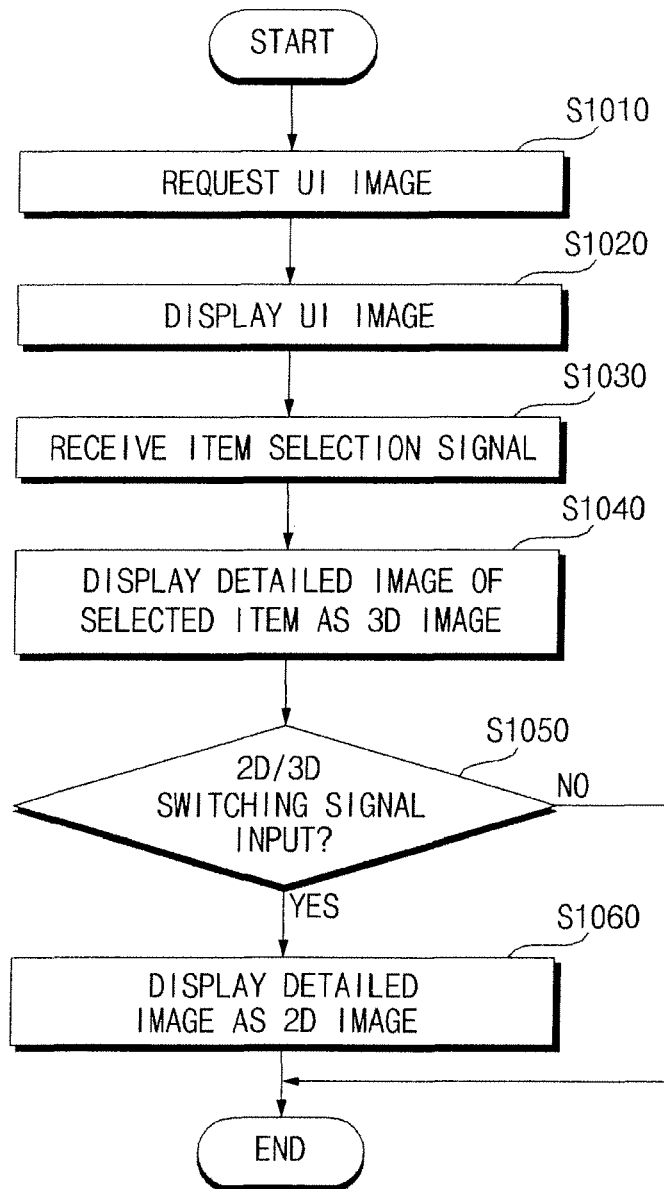 START
S1010
REQUEST UI IMAGE
S1020
DISPLAY UI IMAGE
S1030
RECEIVE ITEM SELECTION SIGNAL
S1040
DISPLAY DETAILED IMAGE OF
SELECTED ITEM AS 3D IMAGE
S1050
2D/3D
SWITCHING SIGNAL
INPUT?
NO
YES
S1060
DISPLAY DETAILED
IMAGE AS 2D IMAGE
END